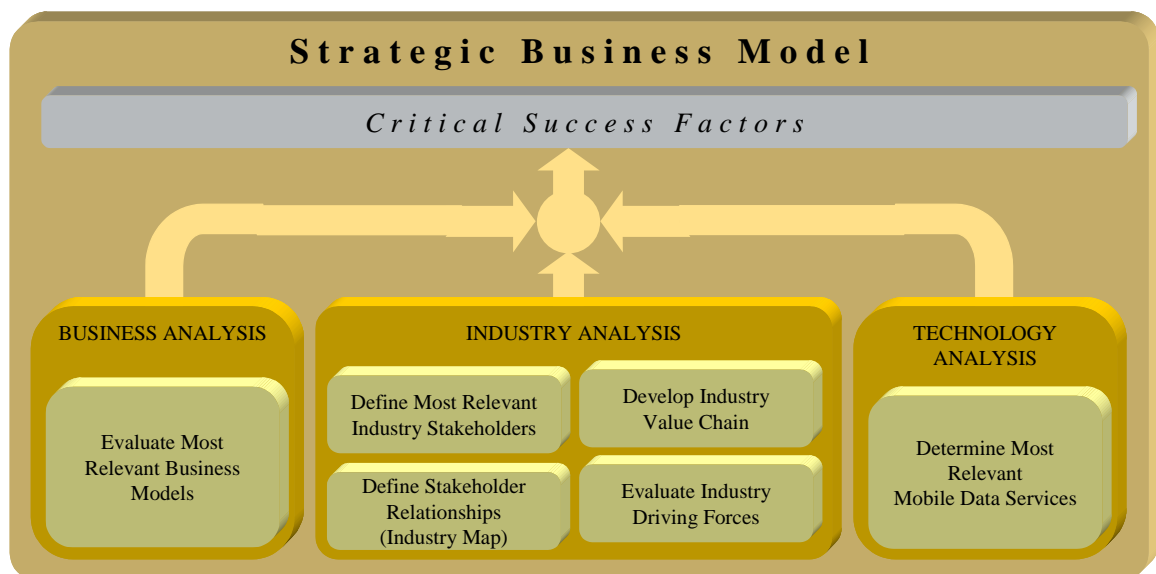 Strategic Business Model
Critical Success Factors
BUSINESS ANALYSIS
Evaluate Most
Relevant Business
Models
INDUSTRY ANALYSIS
Define Most Relevant
Industry Stakeholders
Develop Industry
Value Chain
Define Stakeholder
Relationships
(Industry Map)
Evaluate Industry
Driving Forces
TECHNOLOGY
ANALYSIS
Determine Most
Relevant
Mobile Data Services